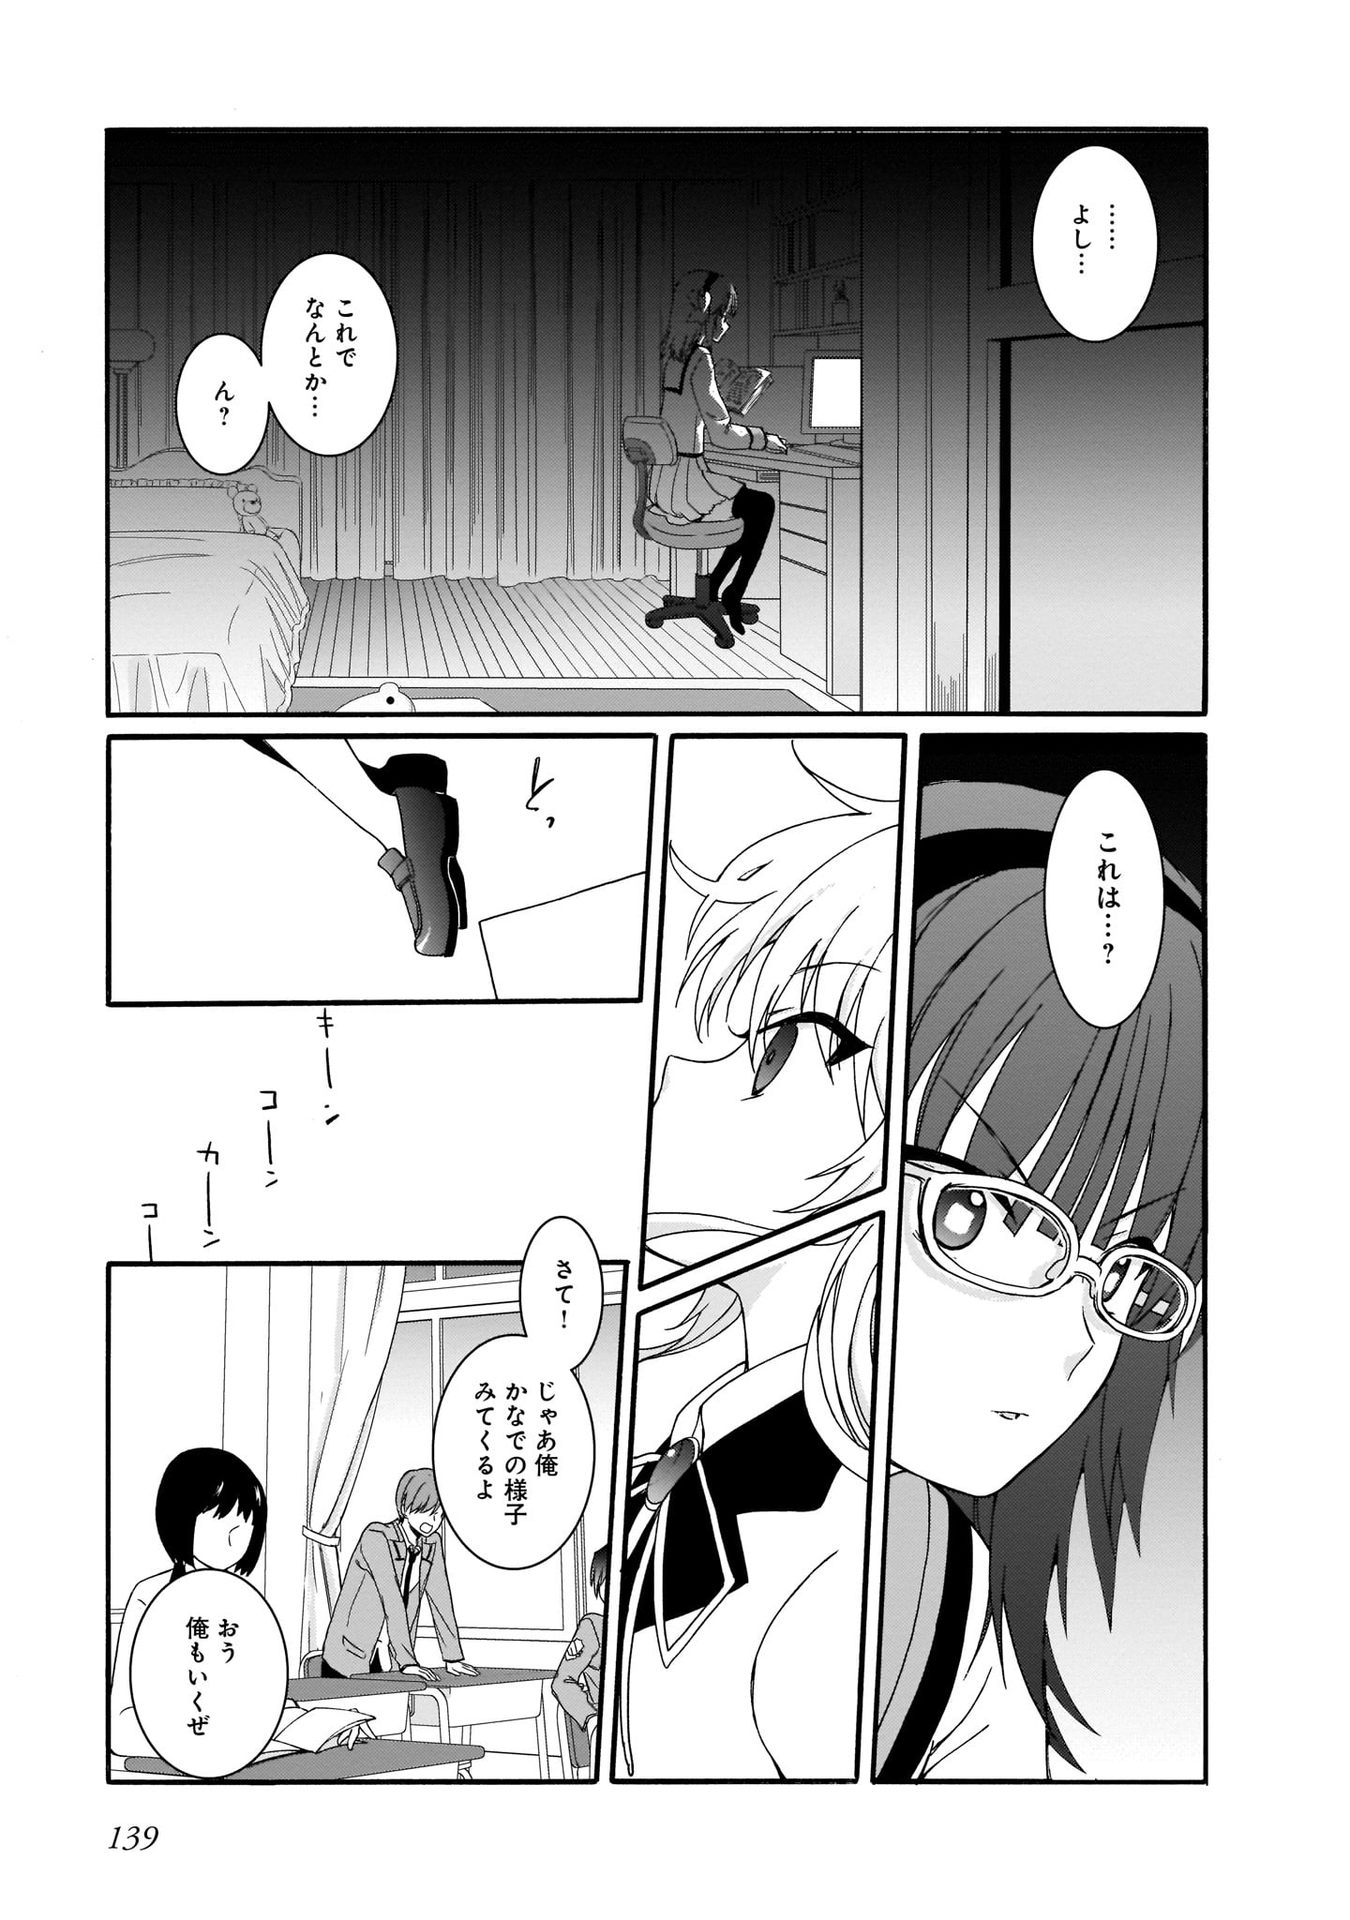 ……
よし…
これで
なんとか…
ん？
これは…？
とっ
キーン
コーン
カーン
コー
さて！
じゃあ俺
かなでの様子
みてくるよ
おう
俺もいくぜ
139